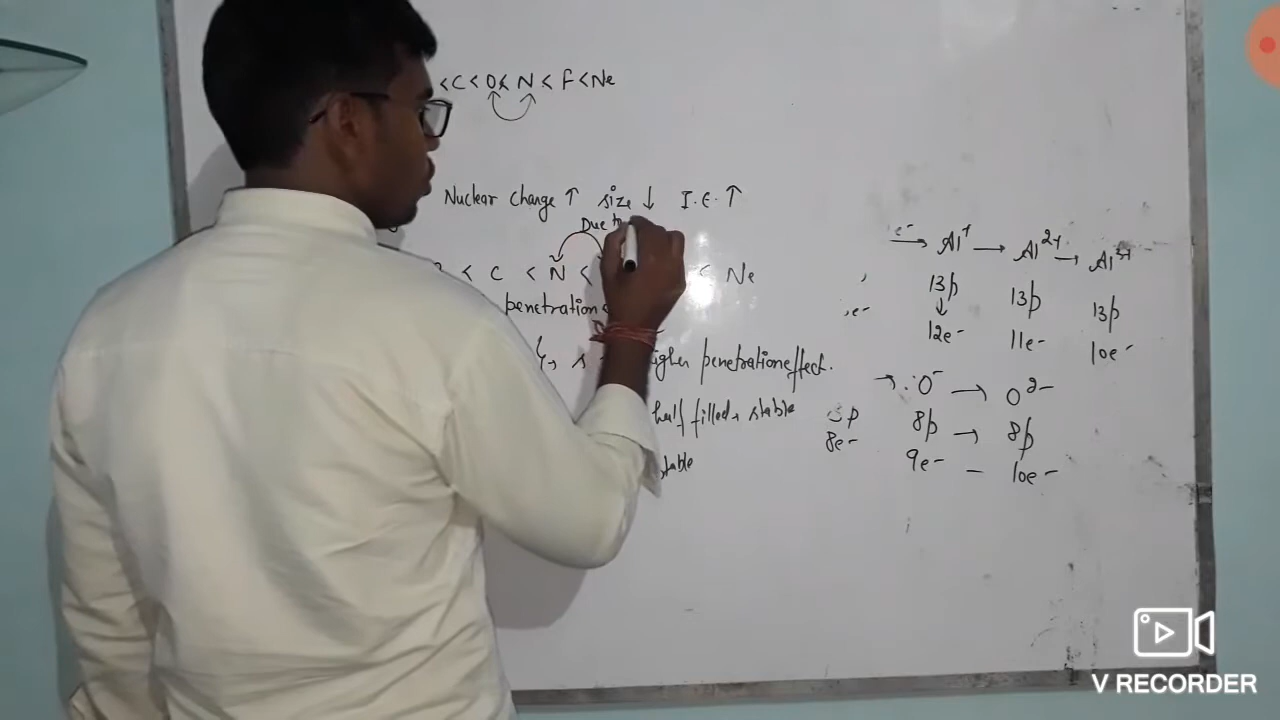 <C<O<N<F<Ne
Nuclear charge ↑ size ↓ I.E.↑
Due to
< C < N < < Ne
penetration
s higher penetration effect.
half filled, stable
stable
e⁻ → Al⁺ → Al²⁺ → Al³⁺
13p 13p 13p
↓
,e- 12e- 11e- 10e-
→ O⁻ → O²⁻
p 8p → 8p
8e- 9e- – 10e-
V RECORDER